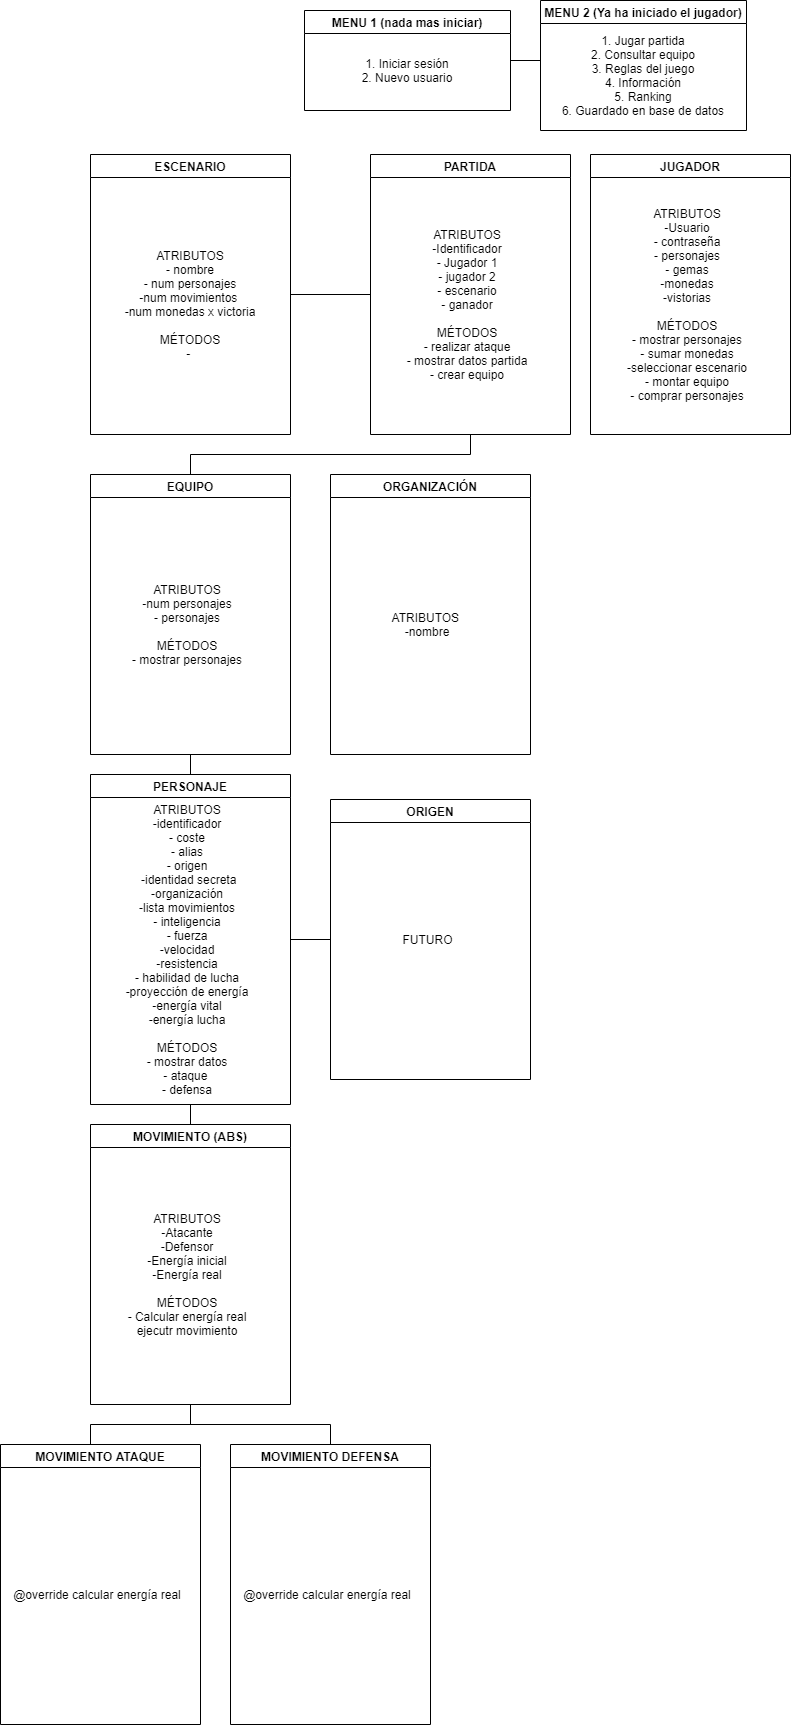 MENU 1 (nada mas iniciar)
1. Iniciar sesión
2. Nuevo usuario
MENU 2 (Ya ha iniciado el jugador)
1. Jugar partida
2. Consultar equipo
3. Reglas del juego
4. Información
5. Ranking
6. Guardado en base de datos
ESCENARIO
ATRIBUTOS
- nombre
- num personajes
-num movimientos
-num monedas x victoria
MÉTODOS
-
PARTIDA
ATRIBUTOS
-Identificador
- Jugador 1
- jugador 2
- escenario
- ganador
MÉTODOS
- realizar ataque
- mostrar datos partida
- crear equipo
JUGADOR
ATRIBUTOS
-Usuario
- contraseña
- personajes
- gemas
-monedas
-vistorias
MÉTODOS
- mostrar personajes
- sumar monedas
-seleccionar escenario
- montar equipo
- comprar personajes
EQUIPO
ATRIBUTOS
-num personajes
- personajes
MÉTODOS
- mostrar personajes
ORGANIZACIÓN
ATRIBUTOS
-nombre
PERSONAJE
ATRIBUTOS
-identificador
- coste
- alias
- origen
-identidad secreta
-organización
-lista movimientos
- inteligencia
- fuerza
-velocidad
-resistencia
- habilidad de lucha
-proyección de energía
-energía vital
-energía lucha
MÉTODOS
- mostrar datos
- ataque
- defensa
ORIGEN
FUTURO
MOVIMIENTO (ABS)
ATRIBUTOS
-Atacante
-Defensor
-Energía inicial
-Energía real
MÉTODOS
- Calcular energía real
ejecutr movimiento
MOVIMIENTO ATAQUE
@override calcular energía real
MOVIMIENTO DEFENSA
@override calcular energía real